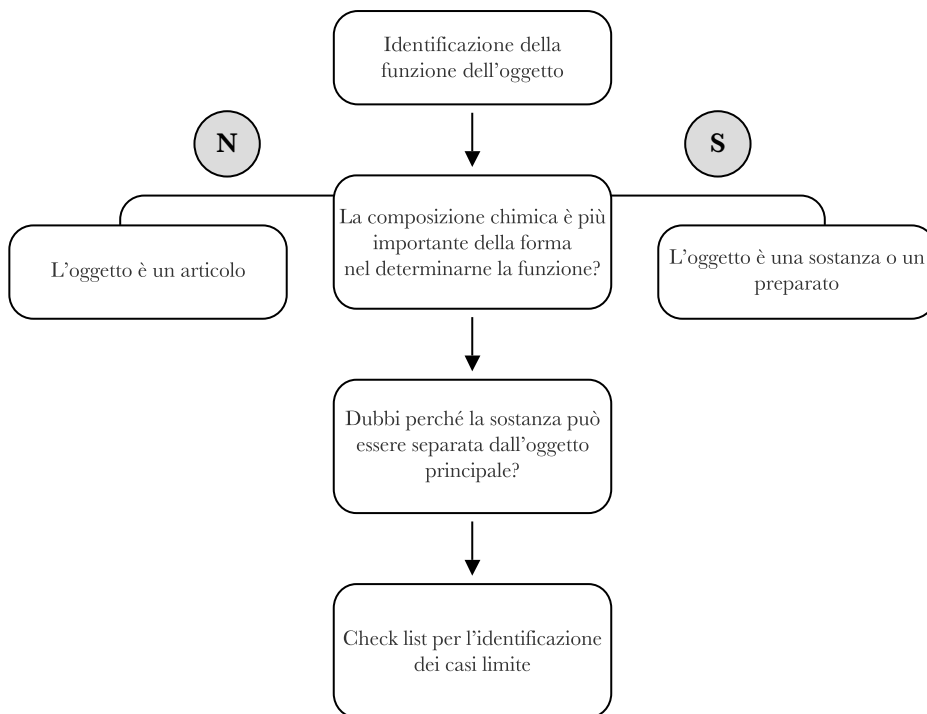 Identificazione della
funzione dell’oggetto
N
S
La composizione chimica è più
importante della forma
nel determinarne la funzione?
L’oggetto è un articolo
L’oggetto è una sostanza o un
preparato
Dubbi perché la sostanza può
essere separata dall’oggetto
principale?
Check list per l’identificazione
dei casi limite